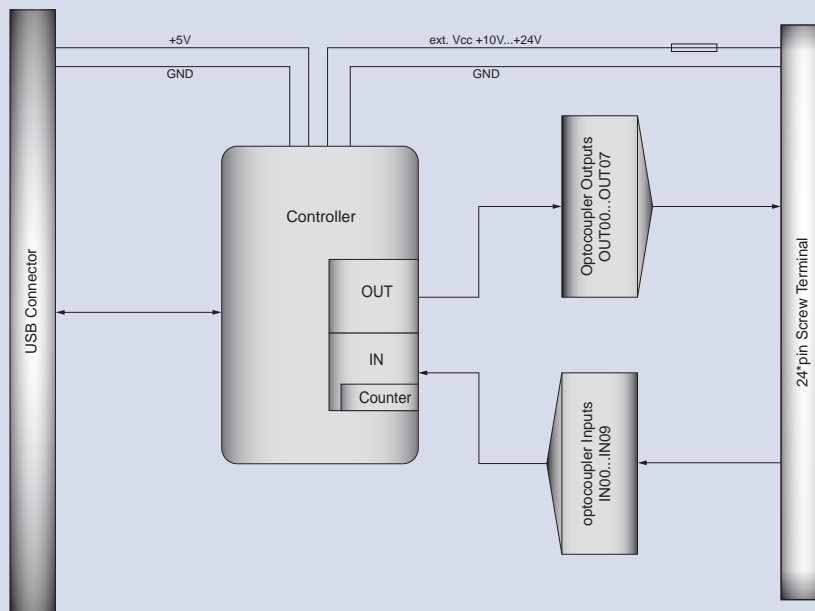 +5V
ext. Vcc +10V...+24V
GND
GND
USB Connector
Controller
OUT
IN
Counter
Optocoupler Outputs
OUT00...OUT07
optocoupler Inputs
IN00...IN09
24*pin Screw Terminal